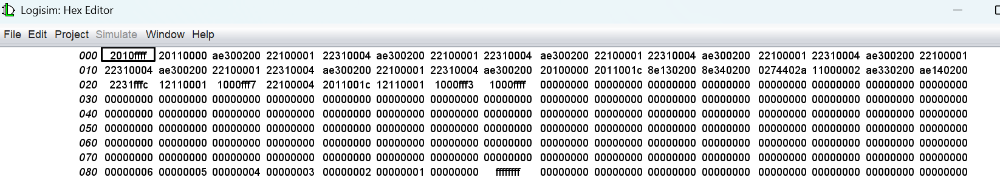 Logisim: Hex Editor
File Edit Project Simulate Window Help
000 2010ffff 20110000 ae300200 22100001 22310004 ae300200 22100001 22310004 ae300200 22100001 22310004 ae300200 22100001 22310004 ae300200 22100001
010 22310004 ae300200 22100001 22310004 ae300200 22100001 22310004 ae300200 20100000 2011001c 8e130200 8e340200 0274402a 11000002 ae330200 ae140200
020 2231fffc 12110001 1000fff7 22100004 2011001c 12110001 1000fff3 1000ffff 00000000 00000000 00000000 00000000 00000000 00000000 00000000 00000000
030 00000000 00000000 00000000 00000000 00000000 00000000 00000000 00000000 00000000 00000000 00000000 00000000 00000000 00000000 00000000 00000000
040 00000000 00000000 00000000 00000000 00000000 00000000 00000000 00000000 00000000 00000000 00000000 00000000 00000000 00000000 00000000 00000000
050 00000000 00000000 00000000 00000000 00000000 00000000 00000000 00000000 00000000 00000000 00000000 00000000 00000000 00000000 00000000 00000000
060 00000000 00000000 00000000 00000000 00000000 00000000 00000000 00000000 00000000 00000000 00000000 00000000 00000000 00000000 00000000 00000000
070 00000000 00000000 00000000 00000000 00000000 00000000 00000000 00000000 00000000 00000000 00000000 00000000 00000000 00000000 00000000 00000000
080 00000006 00000005 00000004 00000003 00000002 00000001 00000000 ffffffff 00000000 00000000 00000000 00000000 00000000 00000000 00000000 00000000